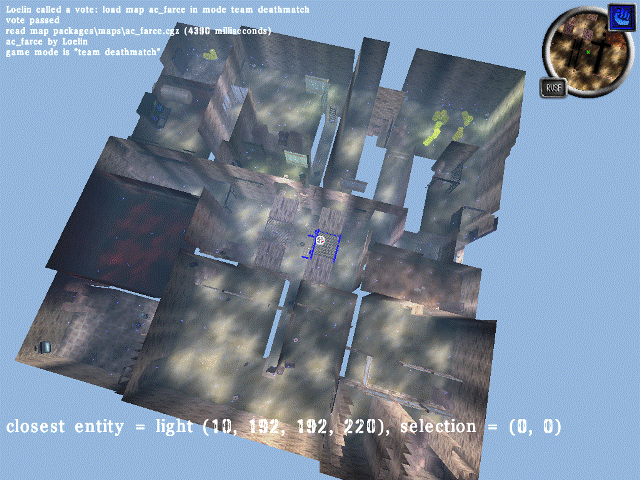 Loelin called a vote: load map ac_farce in mode team deathmatch
vote passed
read map packages\maps\ac_farce.cgz (4390 milliseconds)
ac_farce by Loelin
game mode is "team deathmatch"
RVSF
closest entity = light (10, 192, 192, 220), selection = (0, 0)